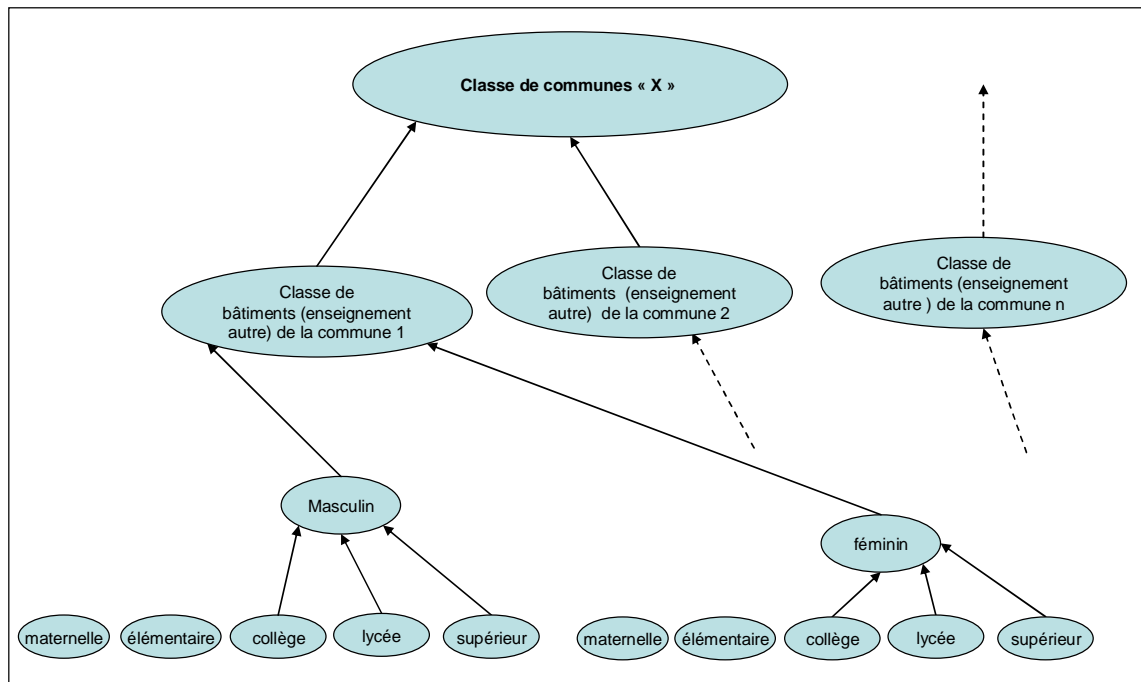 Classe de communes « X »
Classe de
bâtiments (enseignement
autre) de la commune 1
Classe de
bâtiments (enseignement
autre) de la commune 2
Classe de
bâtiments (enseignement
autre ) de la commune n
Masculin
féminin
maternelle
élémentaire
collège
lycée
supérieur
maternelle
élémentaire
collège
lycée
supérieur